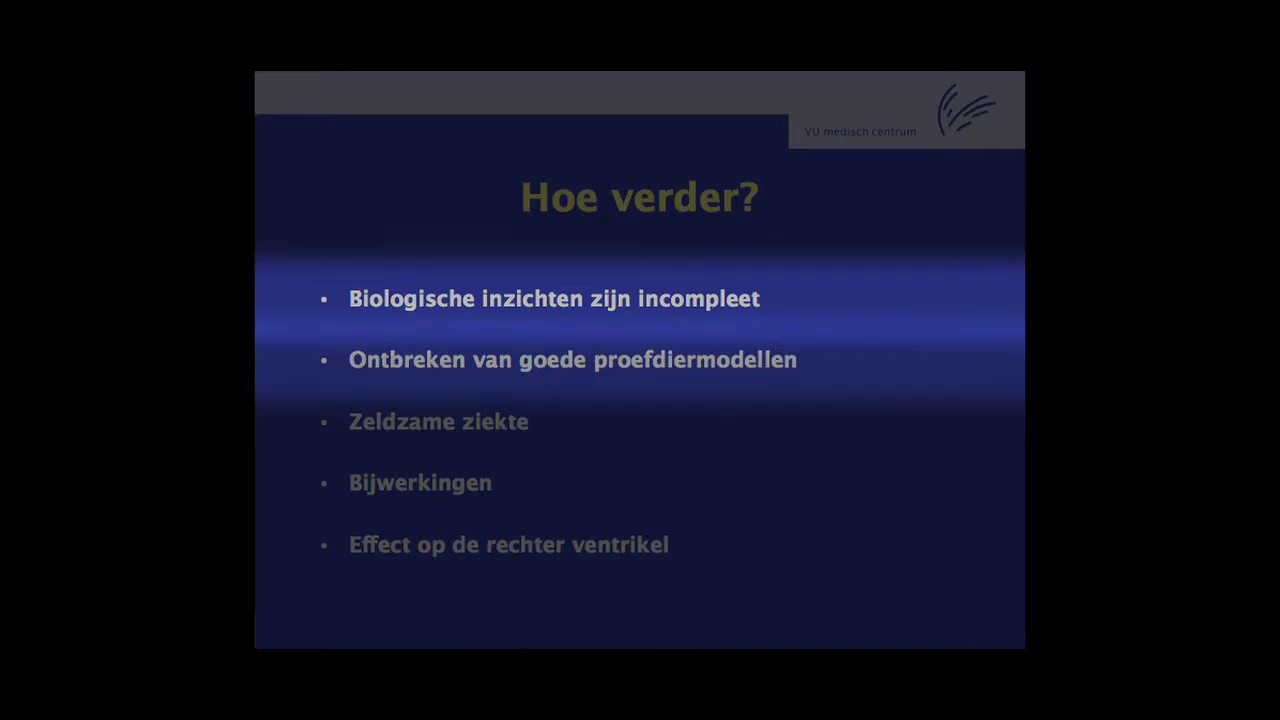 VU medisch centrum
Hoe verder?
• Biologische inzichten zijn incompleet
• Ontbreken van goede proefdiermodellen
• Zeldzame ziekte
• Bijwerkingen
• Effect op de rechter ventrikel